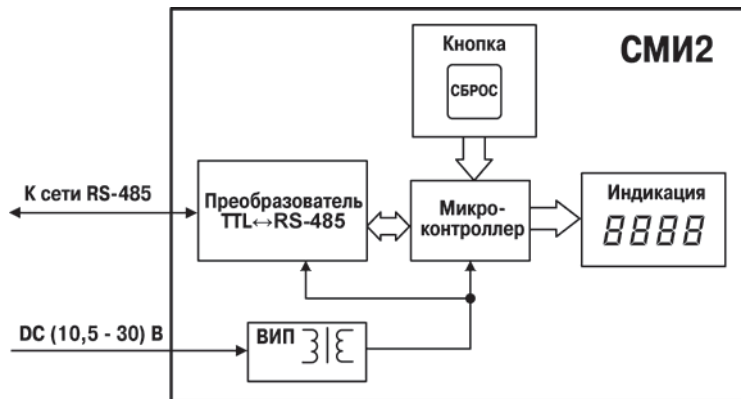 Кнопка
СМИ2
СБРОС
К сети RS-485
Преобразователь
TTL↔RS-485
Микро-
контроллер
Индикация
8888
DC (10,5 - 30) В
ВИП